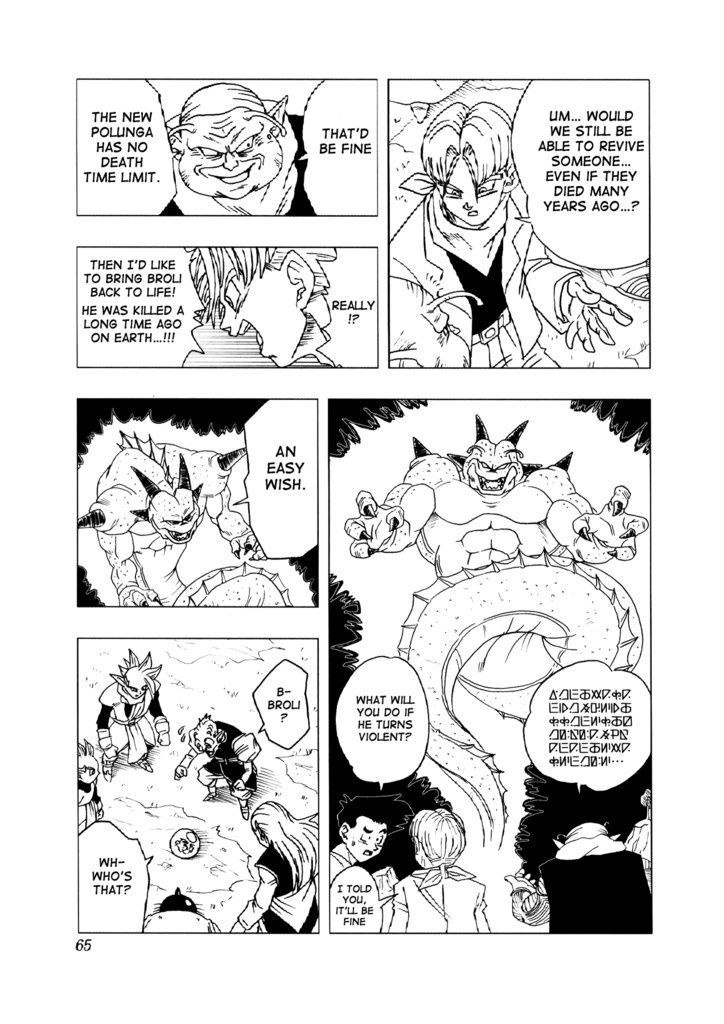 UM... WOULD
WE STILL BE
ABLE TO REVIVE
SOMEONE...
EVEN IF THEY
DIED MANY
YEARS AGO...?
THAT'D
BE FINE
THE NEW
POLUNGA
HAS NO
DEATH
TIME LIMIT.
REALLY
!?
THEN I'D LIKE
TO BRING BROLI
BACK TO LIFE!
HE WAS KILLED A
LONG TIME AGO
ON EARTH...!!!
WHAT WILL
YOU DO IF
HE TURNS
VIOLENT?
I TOLD
YOU,
IT'LL BE
FINE
AN
EASY
WISH.
B-
BROLI
?
WH-
WHO'S
THAT?
65